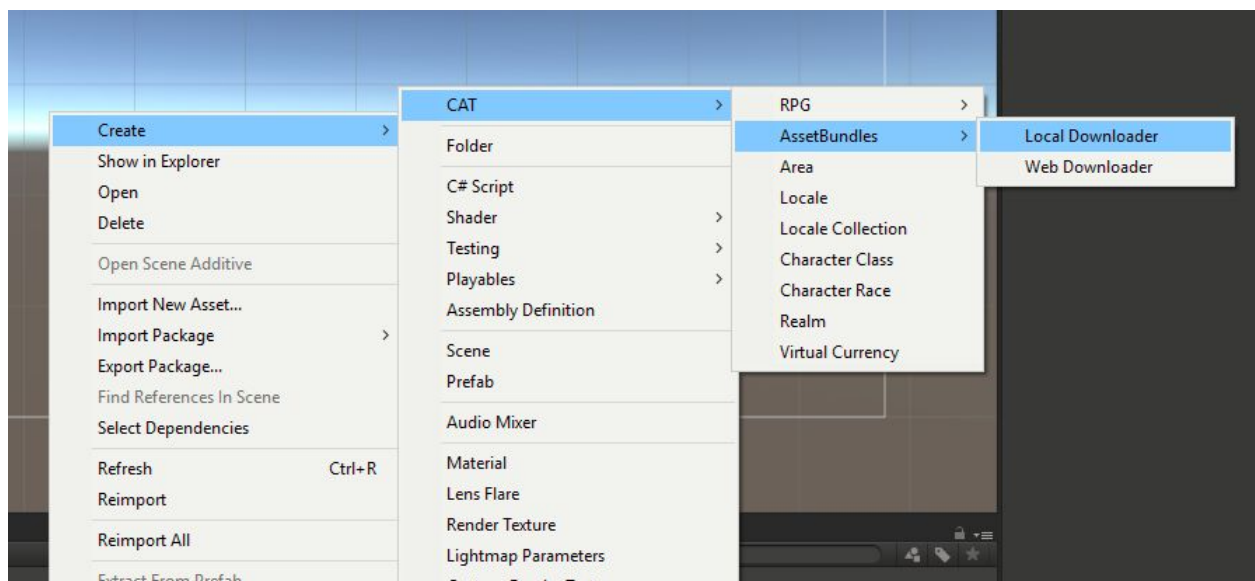 Create
Show in Explorer
Open
Delete
Open Scene Additive
Import New Asset...
Import Package
Export Package...
Find References In Scene
Select Dependencies
Refresh Ctrl+R
Reimport
Reimport All
Extract From Prefab
CAT
Folder
C# Script
Shader
Testing
Playables
Assembly Definition
Scene
Prefab
Audio Mixer
Material
Lens Flare
Render Texture
Lightmap Parameters
RPG
AssetBundles
Area
Locale
Locale Collection
Character Class
Character Race
Realm
Virtual Currency
Local Downloader
Web Downloader